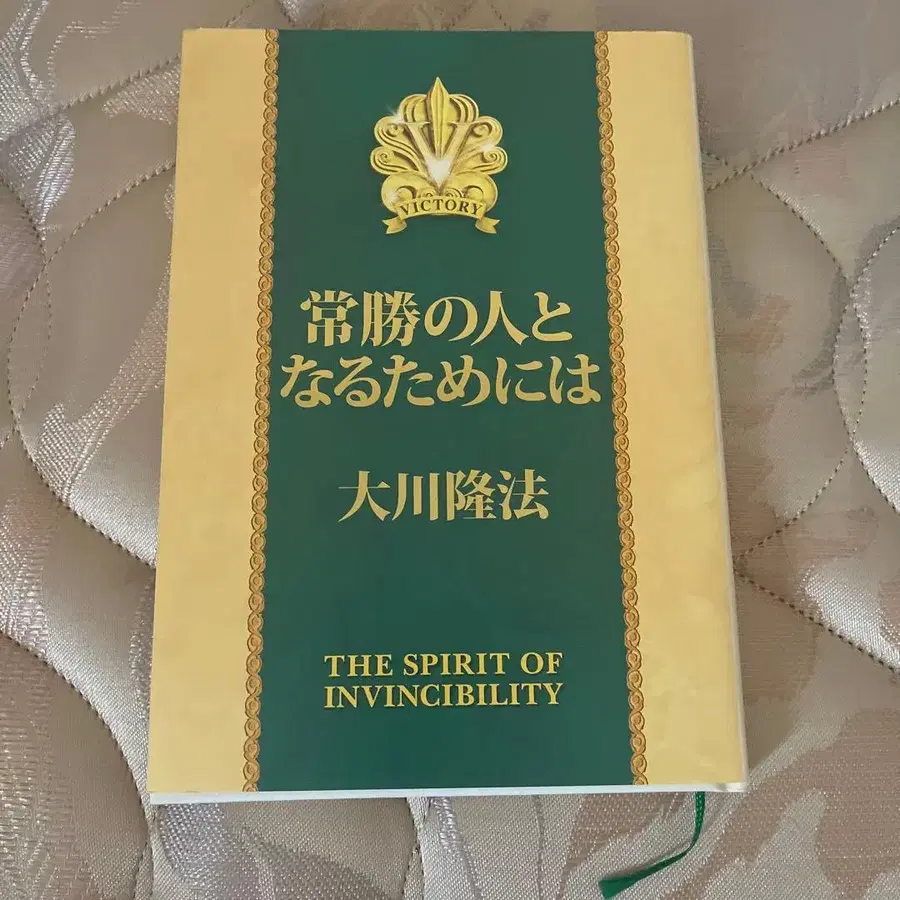 VICTORY
常勝の人と
なるためには
大川隆法
THE SPIRIT OF
INVINCIBILITY